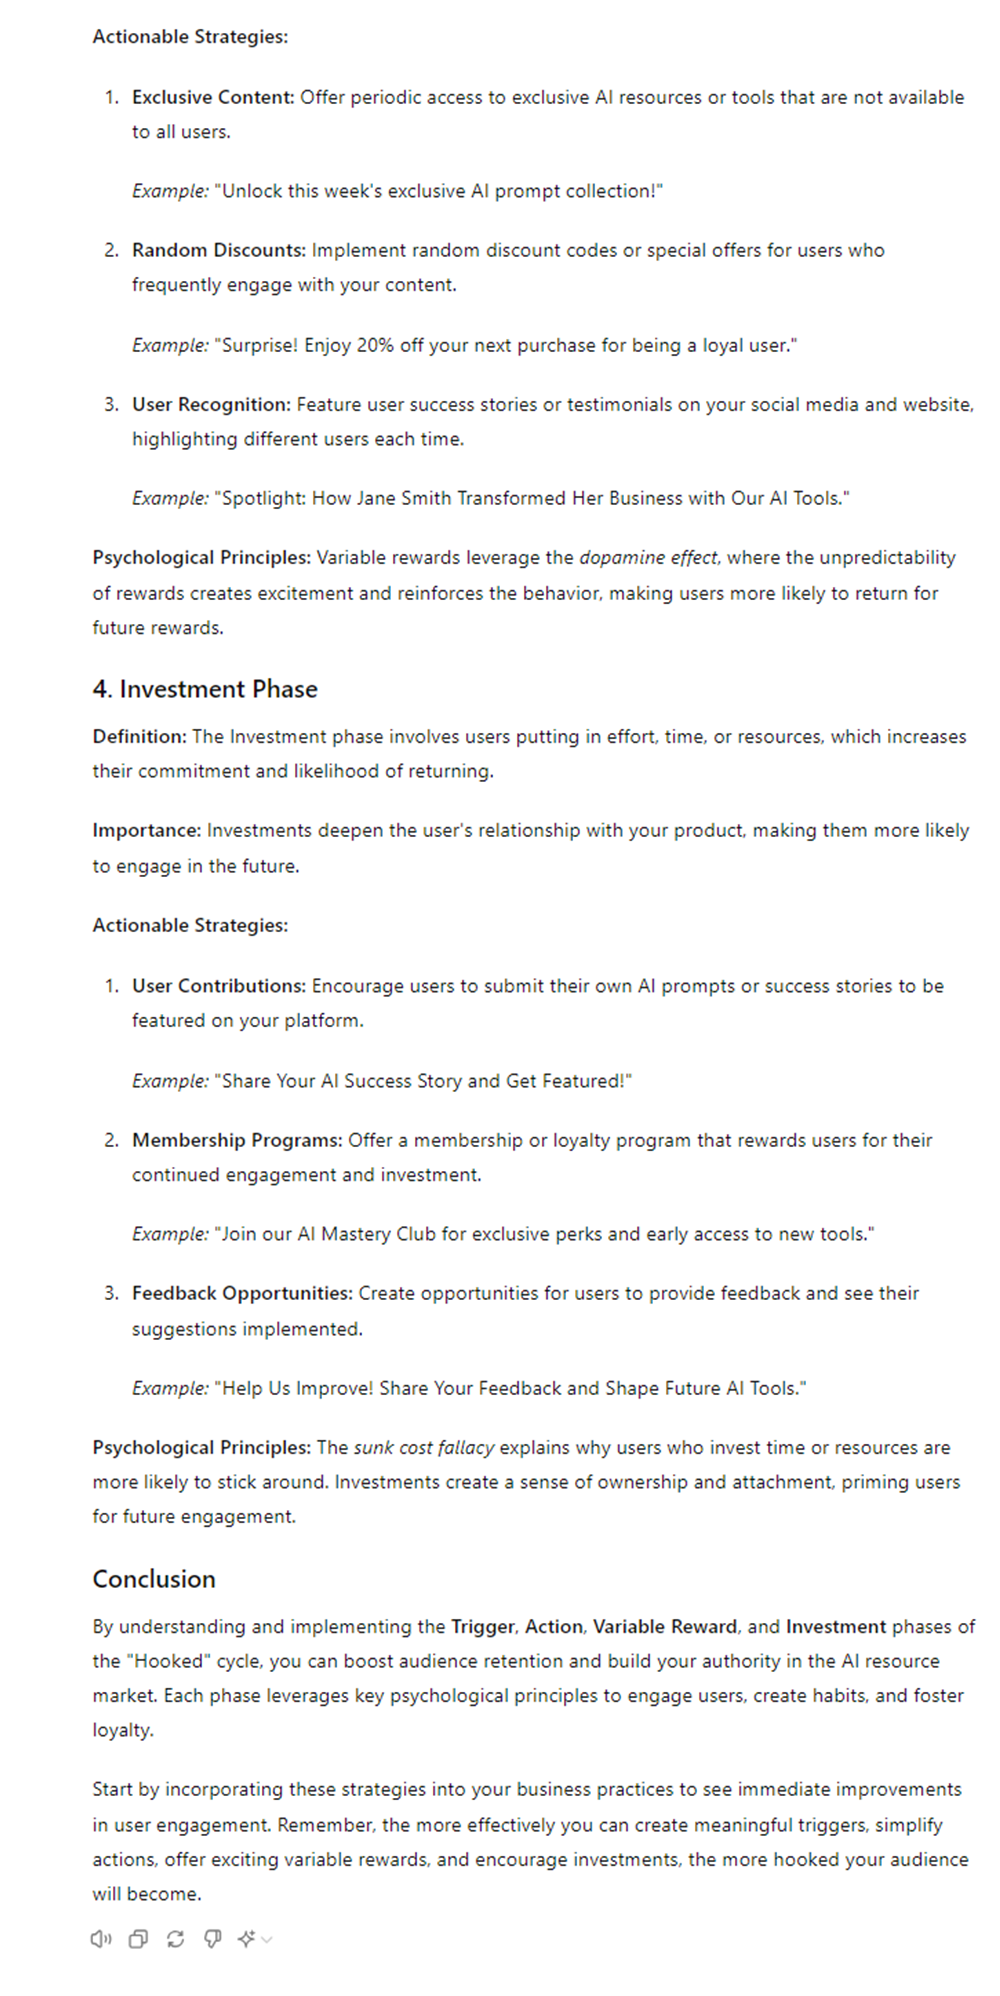 Actionable Strategies:
1. Exclusive Content: Offer periodic access to exclusive AI resources or tools that are not available
to all users.
Example: "Unlock this week's exclusive AI prompt collection!"
2. Random Discounts: Implement random discount codes or special offers for users who
frequently engage with your content.
Example: "Surprise! Enjoy 20% off your next purchase for being a loyal user."
3. User Recognition: Feature user success stories or testimonials on your social media and website,
highlighting different users each time.
Example: "Spotlight: How Jane Smith Transformed Her Business with Our AI Tools."
Psychological Principles: Variable rewards leverage the dopamine effect, where the unpredictability
of rewards creates excitement and reinforces the behavior, making users more likely to return for
future rewards.
4. Investment Phase
Definition: The Investment phase involves users putting in effort, time, or resources, which increases
their commitment and likelihood of returning.
Importance: Investments deepen the user's relationship with your product, making them more likely
to engage in the future.
Actionable Strategies:
1. User Contributions: Encourage users to submit their own AI prompts or success stories to be
featured on your platform.
Example: "Share Your AI Success Story and Get Featured!"
2. Membership Programs: Offer a membership or loyalty program that rewards users for their
continued engagement and investment.
Example: "Join our AI Mastery Club for exclusive perks and early access to new tools."
3. Feedback Opportunities: Create opportunities for users to provide feedback and see their
suggestions implemented.
Example: "Help Us Improve! Share Your Feedback and Shape Future AI Tools."
Psychological Principles: The sunk cost fallacy explains why users who invest time or resources are
more likely to stick around. Investments create a sense of ownership and attachment, priming users
for future engagement.
Conclusion
By understanding and implementing the Trigger, Action, Variable Reward, and Investment phases of
the "Hooked" cycle, you can boost audience retention and build your authority in the AI resource
market. Each phase leverages key psychological principles to engage users, create habits, and foster
loyalty.
Start by incorporating these strategies into your business practices to see immediate improvements
in user engagement. Remember, the more effectively you can create meaningful triggers, simplify
actions, offer exciting variable rewards, and encourage investments, the more hooked your audience
will become.